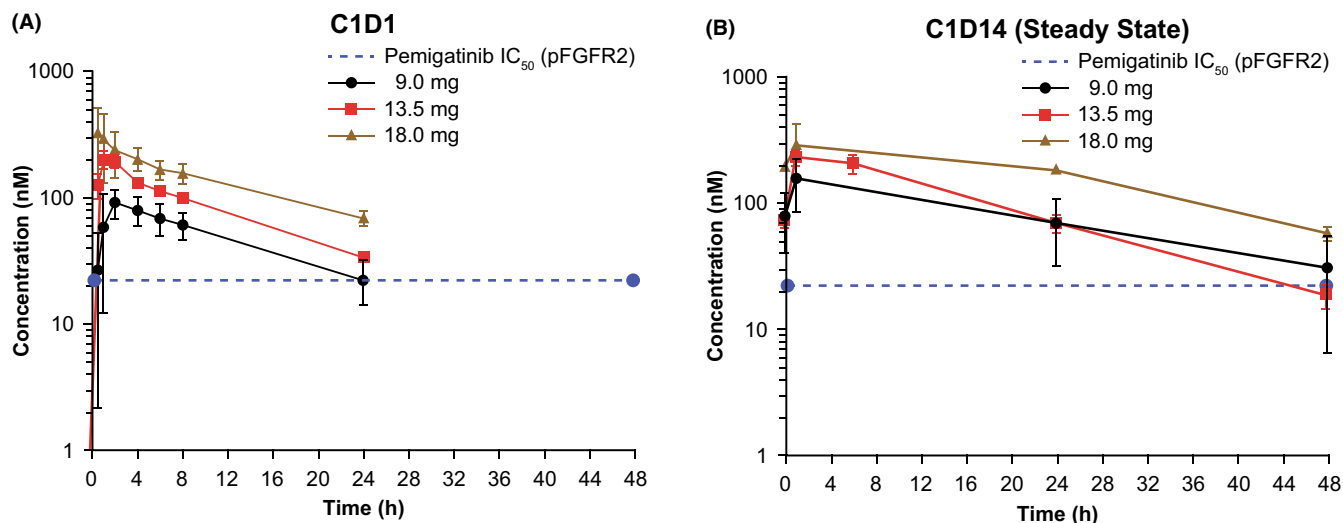 (A)
C1D1
Pemigatinib IC50 (pFGFR2)
9.0 mg
13.5 mg
18.0 mg
1000
100
10
1
Concentration (nM)
0 4 8 12 16 20 24 28 32 36 40 44 48
Time (h)
(B)
C1D14 (Steady State)
Pemigatinib IC50 (pFGFR2)
9.0 mg
13.5 mg
18.0 mg
1000
100
10
1
Concentration (nM)
0 4 8 12 16 20 24 28 32 36 40 44 48
Time (h)